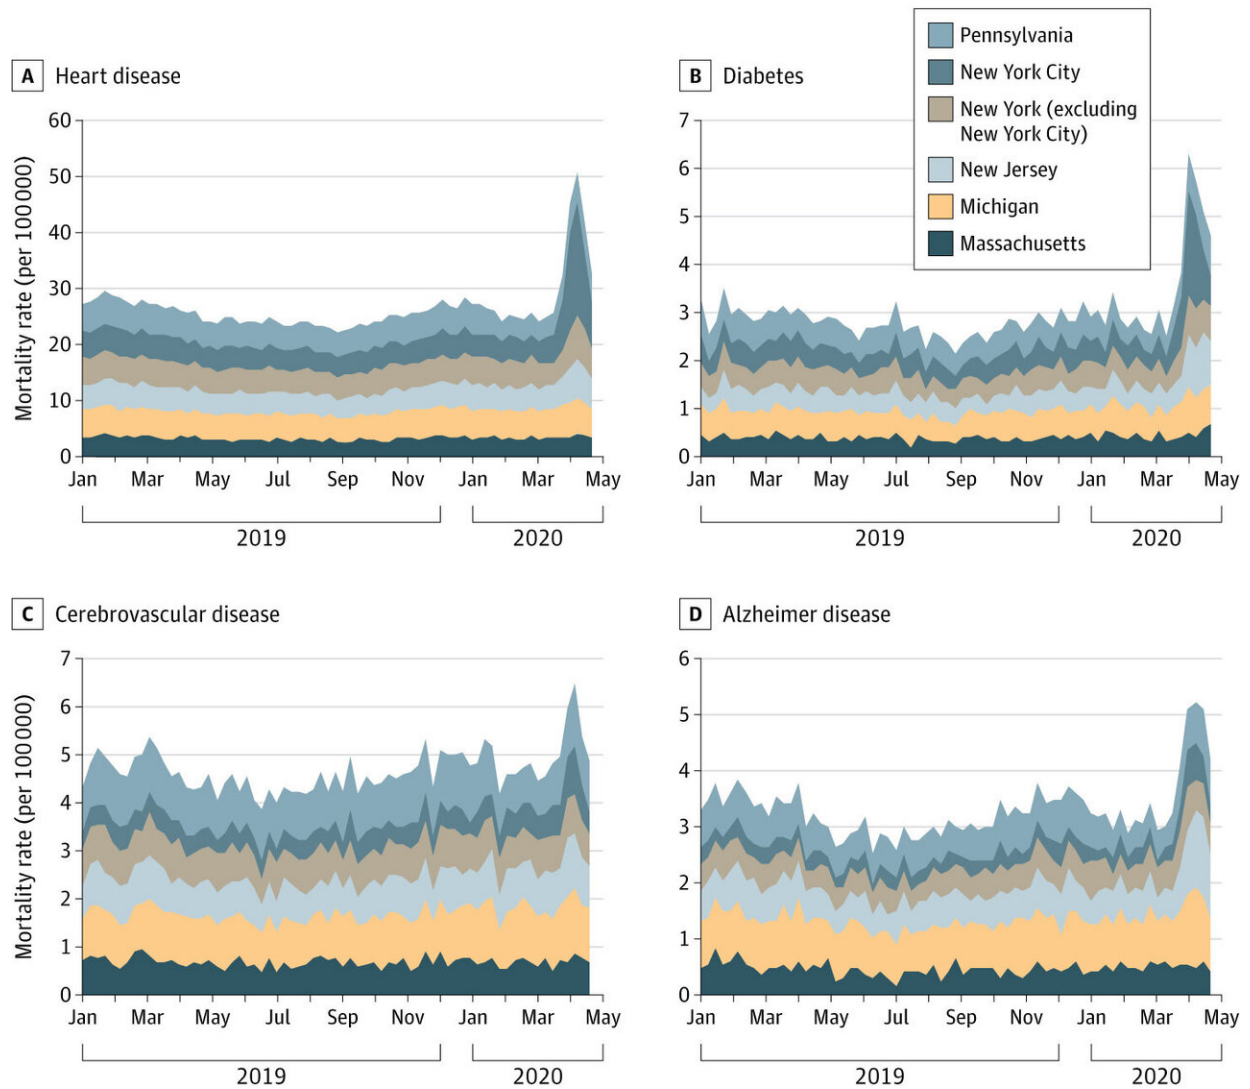 A Heart disease
Mortality rate (per 100 000)
60
50
40
30
20
10
0
Jan Mar May Jul Sep Nov Jan Mar May
2019 2020
B Diabetes
7
6
5
4
3
2
1
0
Jan Mar May Jul Sep Nov Jan Mar May
2019 2020
Pennsylvania
New York City
New York (excluding
New York City)
New Jersey
Michigan
Massachusetts
C Cerebrovascular disease
Mortality rate (per 100 000)
7
6
5
4
3
2
1
0
Jan Mar May Jul Sep Nov Jan Mar May
2019 2020
D Alzheimer disease
6
5
4
3
2
1
0
Jan Mar May Jul Sep Nov Jan Mar May
2019 2020